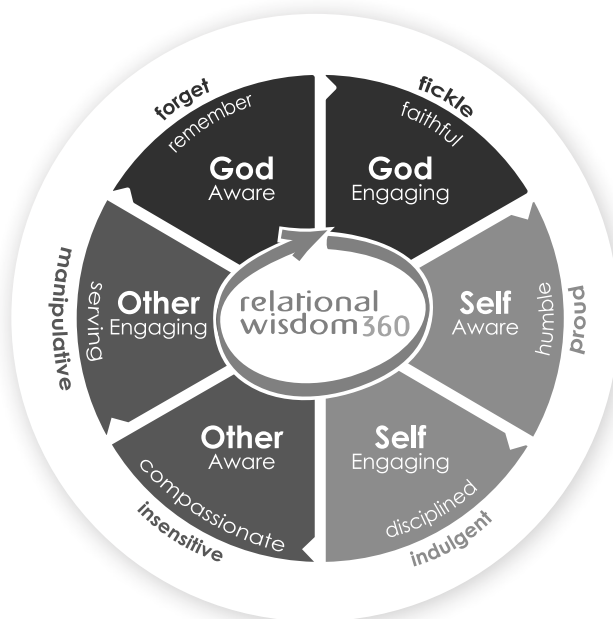 forget
remember
God
Aware
fickle
faithful
God
Engaging
proud
humble
Self
Aware
indulgent
disciplined
Self
Engaging
insensitive
compassionate
Other
Aware
manipulative
serving
Other
Engaging
relational
wisdom360